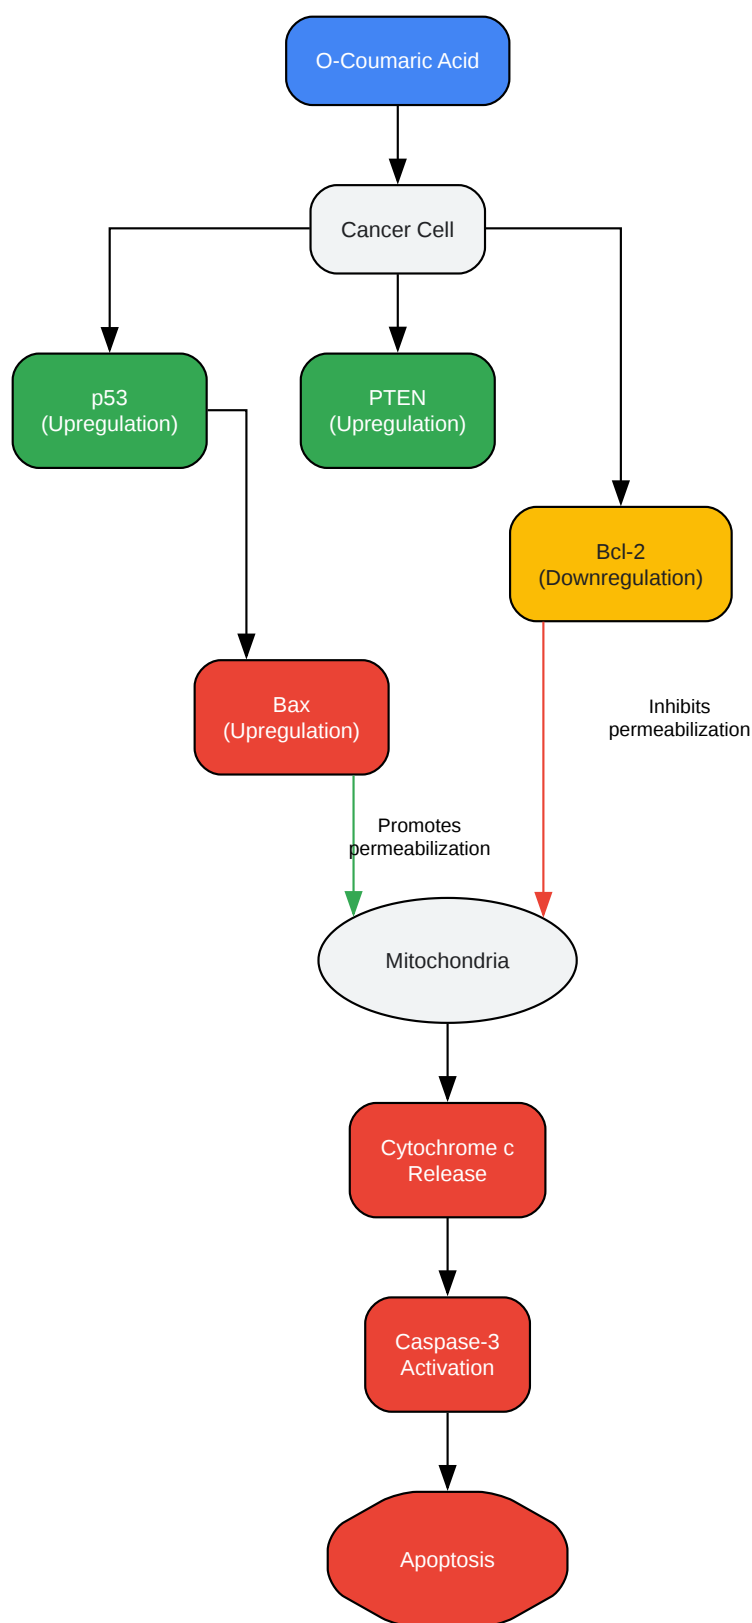 O-Coumaric Acid
Cancer Cell
p53
(Upregulation)
PTEN
(Upregulation)
Bcl-2
(Downregulation)
Bax
(Upregulation)
Inhibits
permeabilization
Promotes
permeabilization
Mitochondria
Cytochrome c
Release
Caspase-3
Activation
Apoptosis